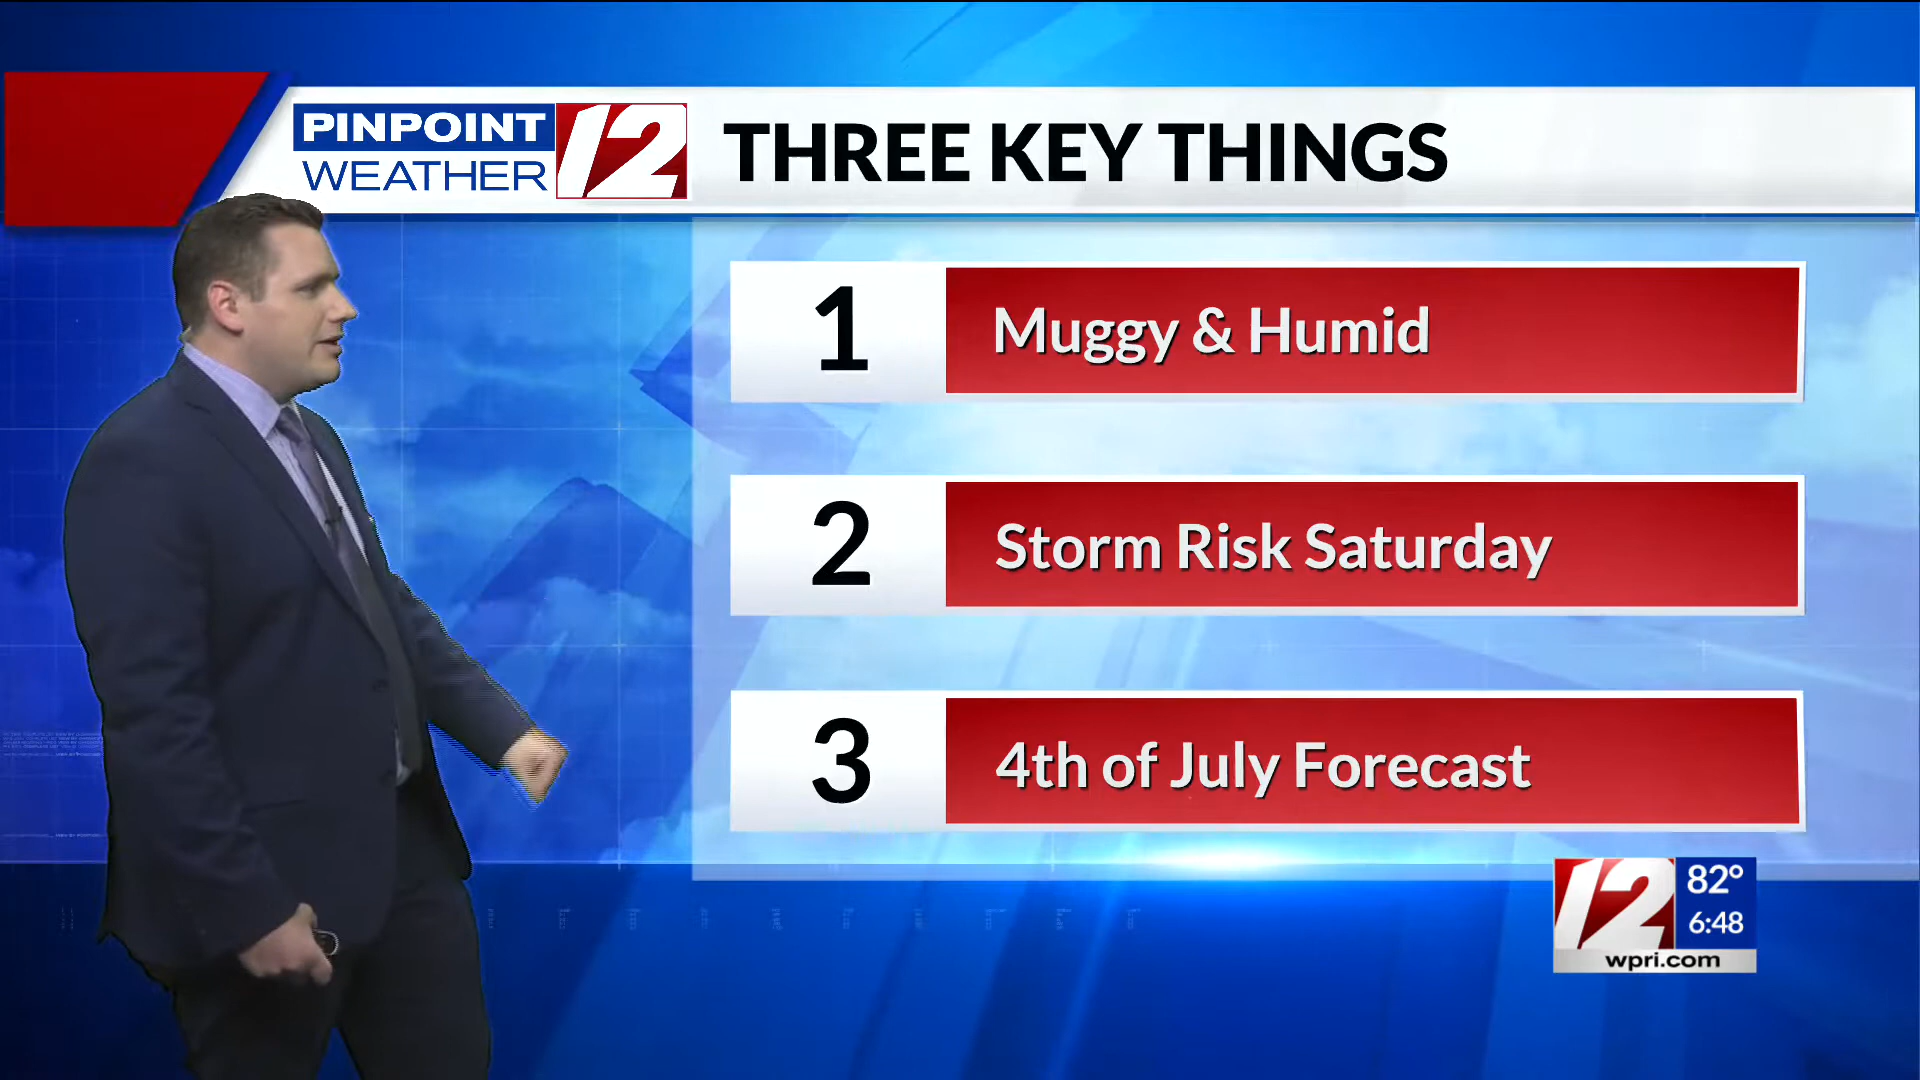 PINPOINT
WEATHER
12
THREE KEY THINGS
1
Muggy & Humid
2
Storm Risk Saturday
3
4th of July Forecast
12
82°
6:48
wpri.com